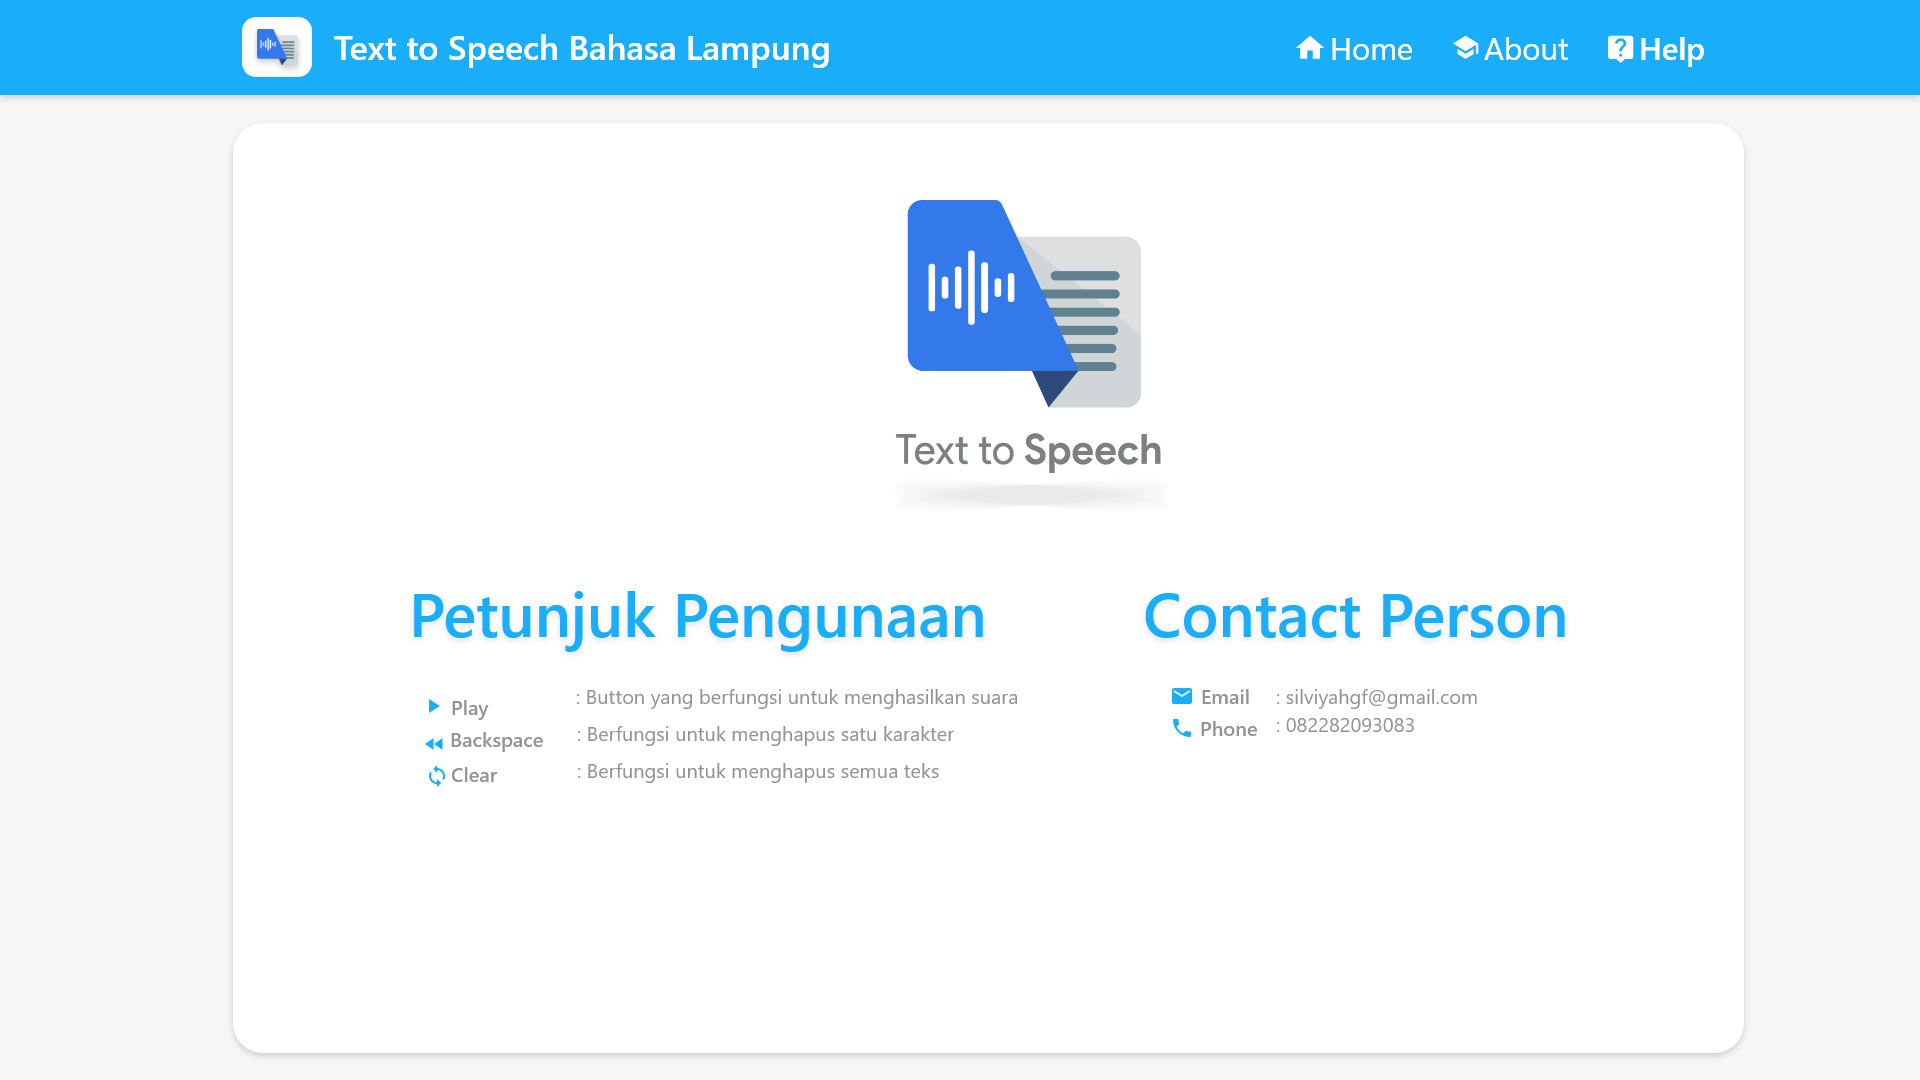 Text to Speech Bahasa Lampung
Home
About
Help
Text to Speech
Petunjuk Pengunaan
Play : Button yang berfungsi untuk menghasilkan suara
Backspace : Berfungsi untuk menghapus satu karakter
Clear : Berfungsi untuk menghapus semua teks
Contact Person
Email : silviyahgf@gmail.com
Phone : 082282093083